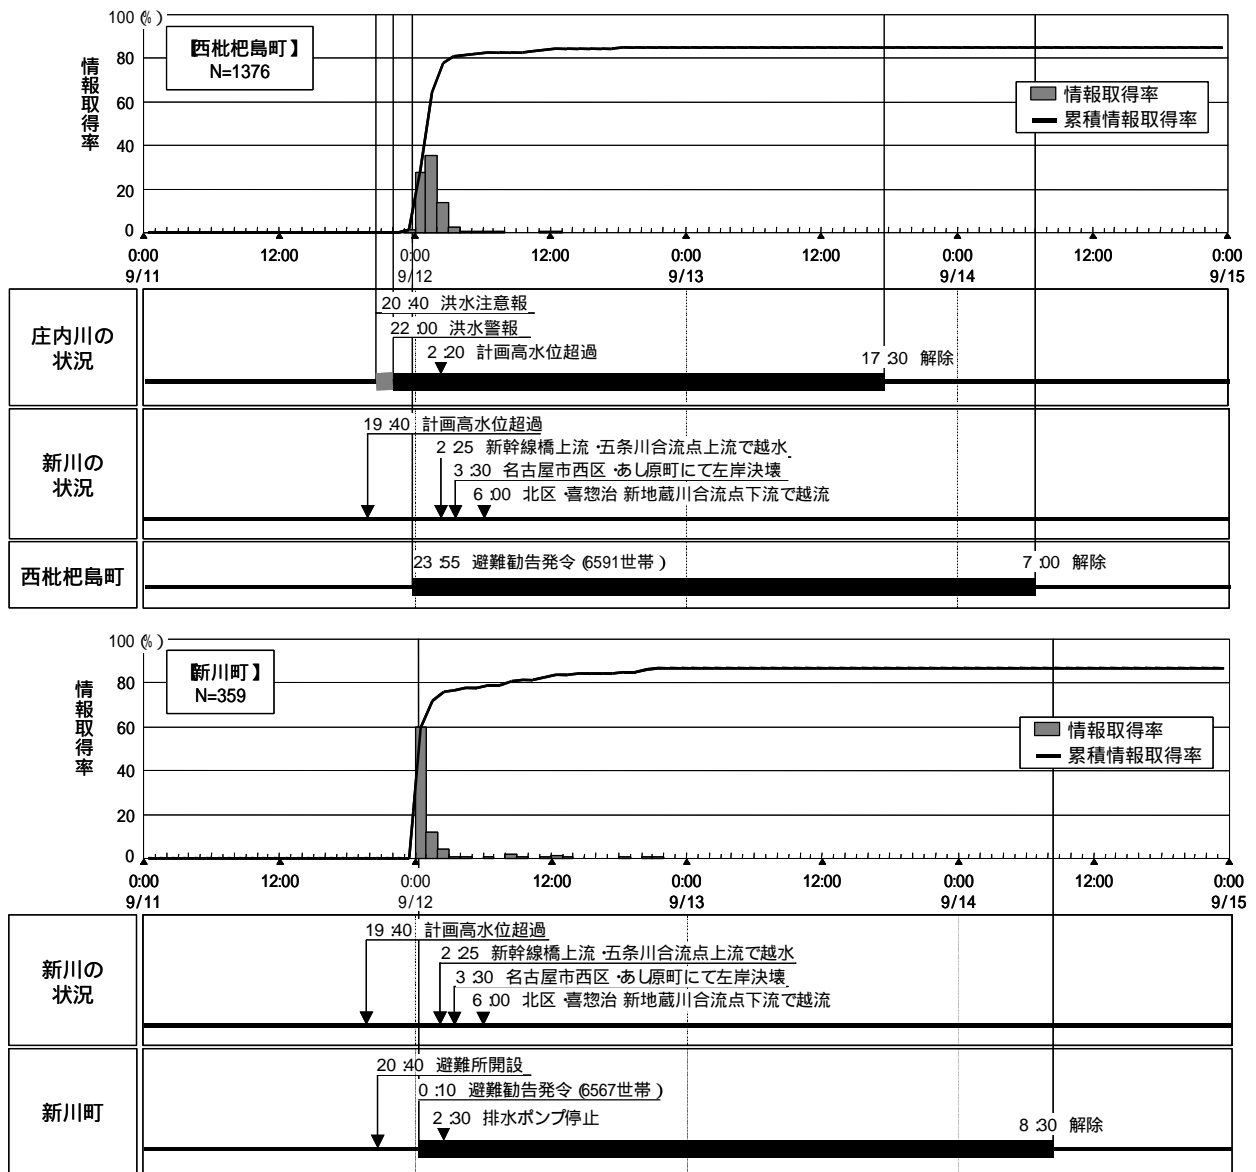 100 (%)
【西枇杷島町】
N=1376
情報取得率
80
60
40
20
0
情報取得率
累積情報取得率
0:00 12:00 0:00 12:00 0:00 12:00 0:00 12:00 0:00
9/11 9/12 9/13 9/14 9/15
庄内川の
状況
20:40 洪水注意報
22:00 洪水警報
2:20 計画高水位超過
17:30 解除
新川の
状況
19:40 計画高水位超過
2:25 新幹線橋上流・五条川合流点上流で越水
3:30 名古屋市西区・あし原町にて左岸決壊
6:00 北区・喜惣治 新地蔵川合流点下流で越流
西枇杷島町
23:55 避難勧告発令(6591世帯)
7:00 解除
100 (%)
【新川町】
N=359
情報取得率
80
60
40
20
0
情報取得率
累積情報取得率
0:00 12:00 0:00 12:00 0:00 12:00 0:00 12:00 0:00
9/11 9/12 9/13 9/14 9/15
新川の
状況
19:40 計画高水位超過
2:25 新幹線橋上流・五条川合流点上流で越水
3:30 名古屋市西区・あし原町にて左岸決壊
6:00 北区・喜惣治 新地蔵川合流点下流で越流
新川町
20:40 避難所開設
0:10 避難勧告発令(6567世帯)
2:30 排水ポンプ停止
8:30 解除